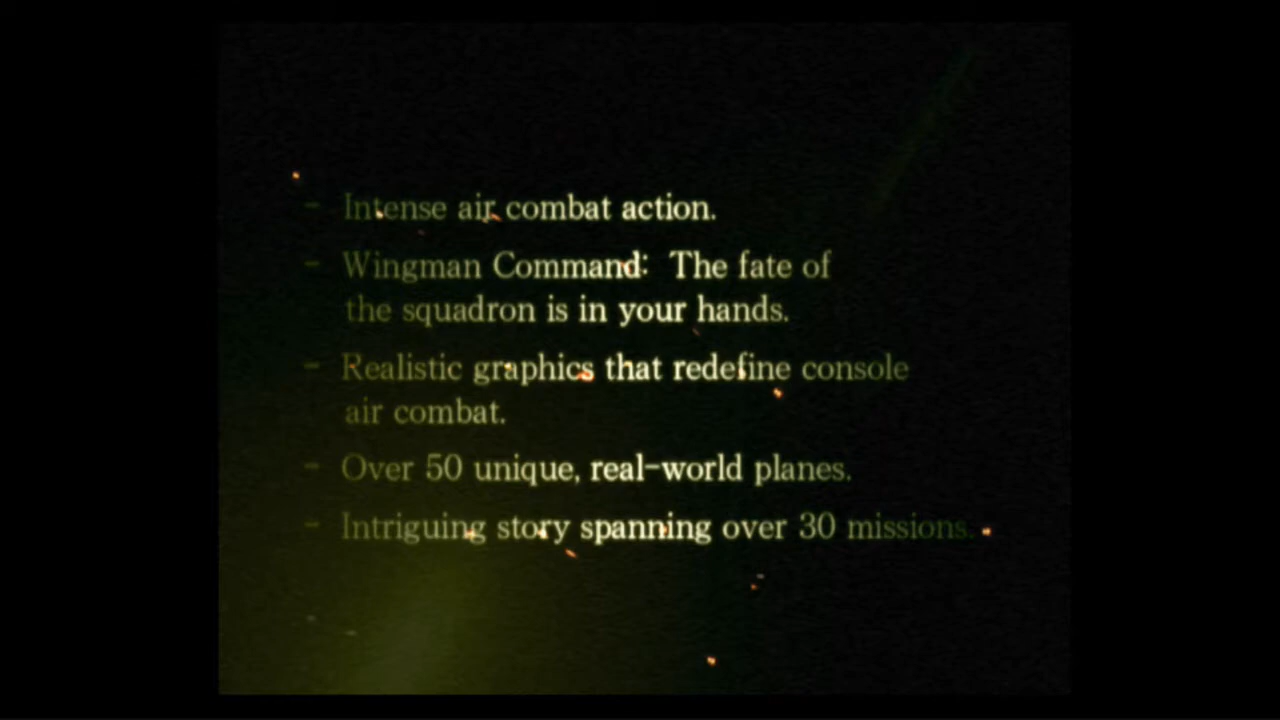 - Intense air combat action.
- Wingman Command:  The fate of
the squadron is in your hands.
- Realistic graphics that redefine console
air combat.
- Over 50 unique, real-world planes.
- Intriguing story spanning over 30 missions.